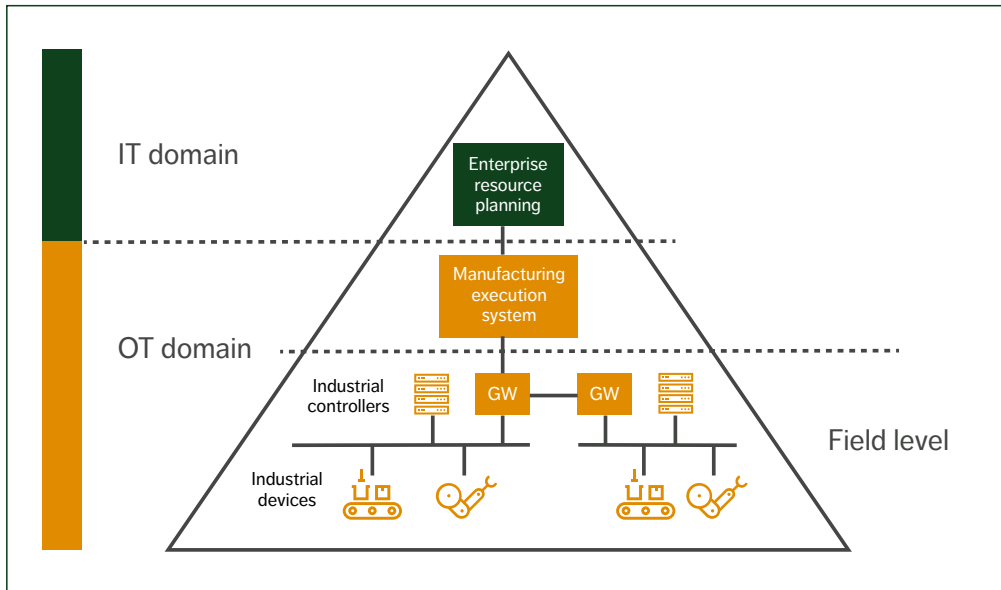 IT domain
Enterprise
resource
planning
Manufacturing
execution
system
OT domain
Industrial
controllers
GW
GW
Field level
Industrial
devices